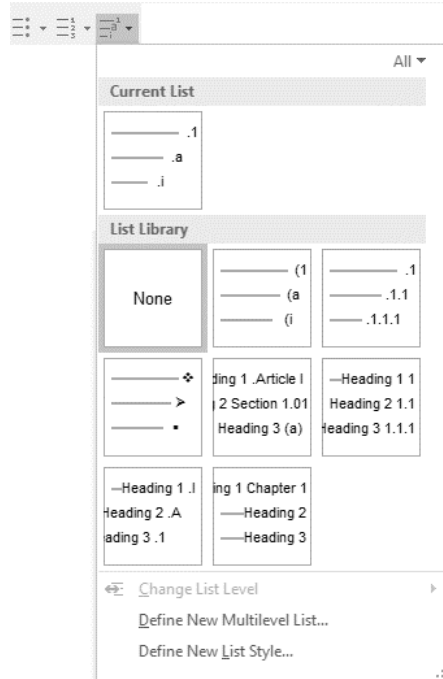 All
Current List
.1
.a
.i
List Library
None
(1
(a
(i
.1
.1.1
.1.1.1
ding 1 .Article I
2 Section 1.01
Heading 3 (a)
Heading 1 1
Heading 2 1.1
Heading 3 1.1.1
Heading 1 .I
Heading 2 .A
ading 3 .1
ing 1 Chapter 1
Heading 2
Heading 3
Change List Level
Define New Multilevel List...
Define New List Style...